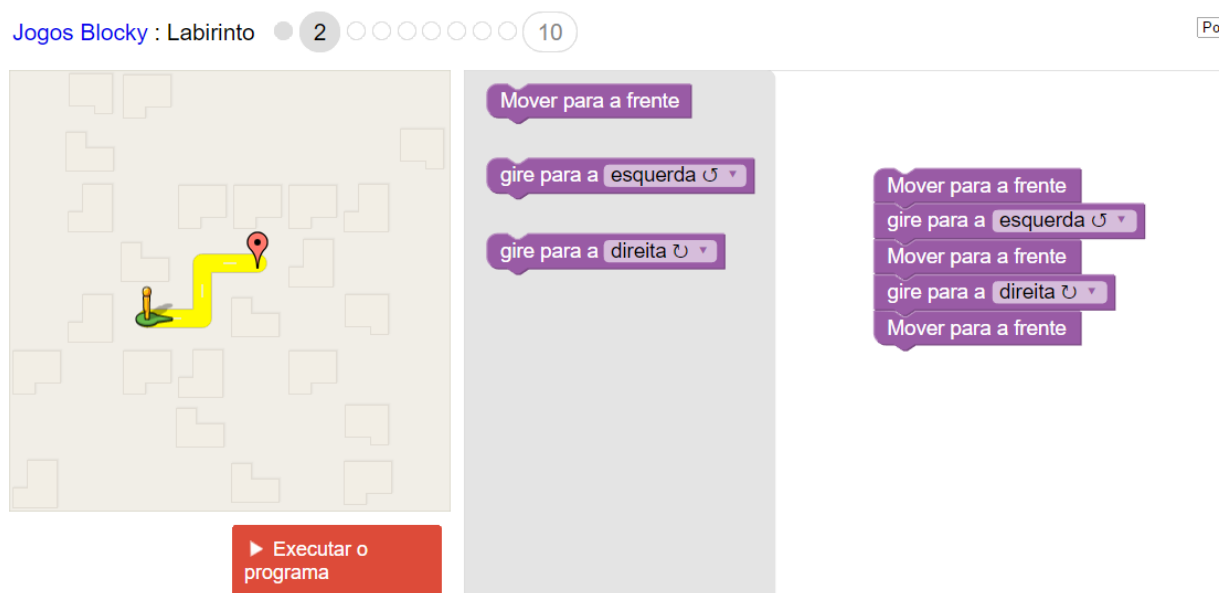 Jogos Blocky : Labirinto 2 10
Po
Mover para a frente
gire para a esquerda ↺ ▼
gire para a direita ↻ ▼
Mover para a frente
gire para a esquerda ↺ ▼
Mover para a frente
gire para a direita ↻ ▼
Mover para a frente
Executar o
programa